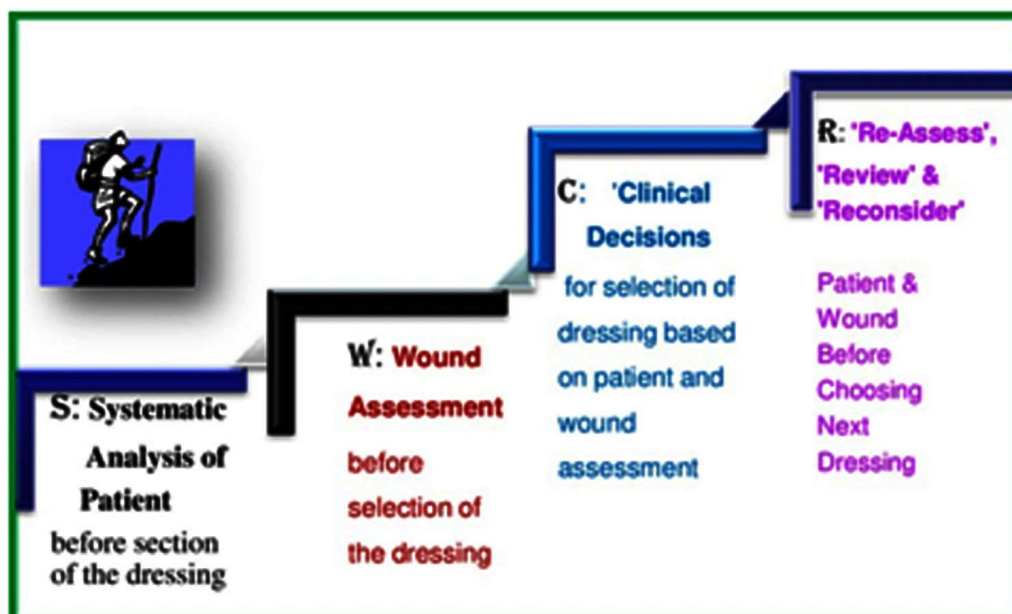 S: Systematic
Analysis of
Patient
before section
of the dressing
W: Wound
Assessment
before
selection of
the dressing
C: 'Clinical
Decisions
for selection of
dressing based
on patient and
wound
assessment
R: 'Re-Assess',
'Review' &
'Reconsider'
Patient &
Wound
Before
Choosing
Next
Dressing